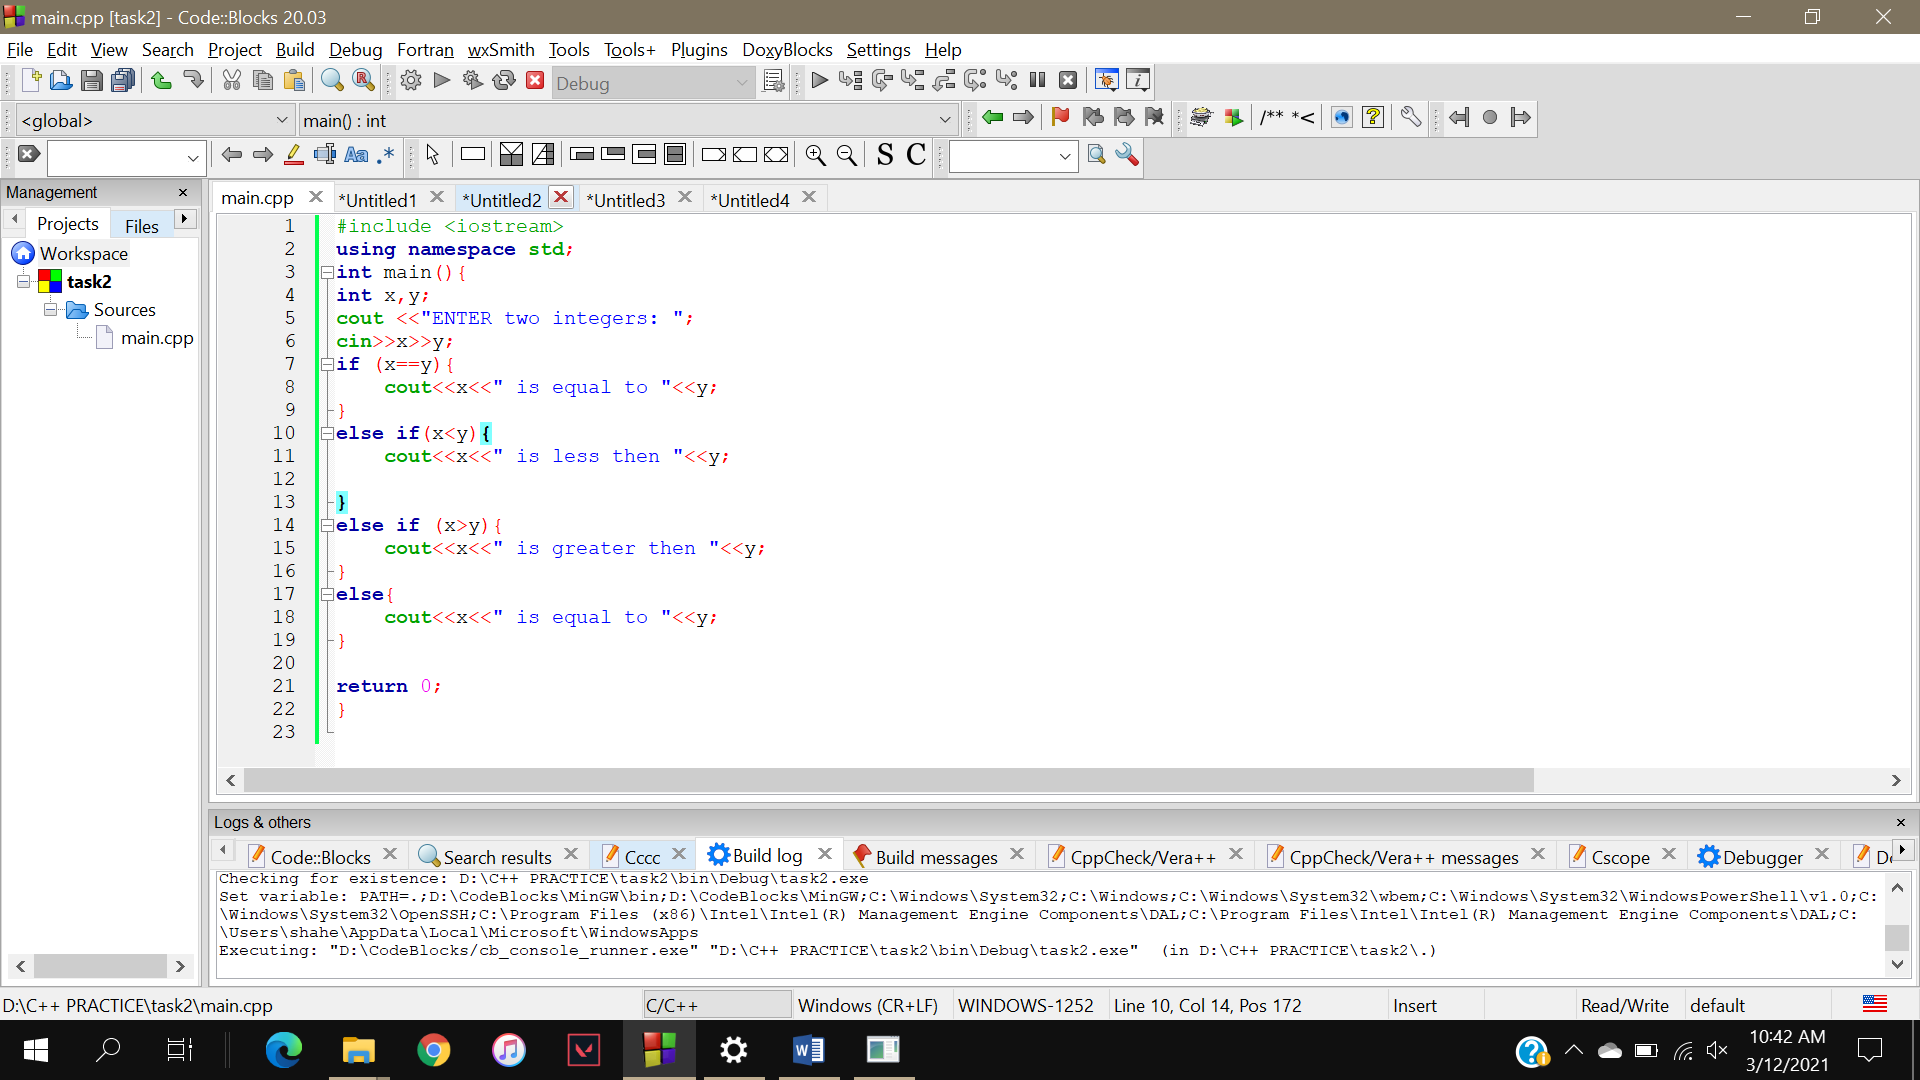 main.cpp [task2] - Code::Blocks 20.03
File Edit View Search Project Build Debug Fortran wxSmith Tools Tools+ Plugins DoxyBlocks Settings Help
Debug
<global> main() : int /** *<
Aa .* S C
Management
Projects Files
Workspace
task2
Sources
main.cpp
main.cpp *Untitled1 *Untitled2 *Untitled3 *Untitled4
1 #include <iostream>
2 using namespace std;
3 int main(){
4 int x,y;
5 cout <<"ENTER two integers: ";
6 cin>>x>>y;
7 if (x==y){
8 cout<<x<<" is equal to "<<y;
9 }
10 else if(x<y){
11 cout<<x<<" is less then "<<y;
12
13 }
14 else if (x>y){
15 cout<<x<<" is greater then "<<y;
16 }
17 else{
18 cout<<x<<" is equal to "<<y;
19 }
20
21 return 0;
22 }
23
Logs & others
Code::Blocks Search results Cccc Build log Build messages CppCheck/Vera++ CppCheck/Vera++ messages Cscope Debugger
Checking for existence: D:\C++ PRACTICE\task2\bin\Debug\task2.exe
Set variable: PATH=.;D:\CodeBlocks\MinGW\bin;D:\CodeBlocks\MinGW;C:\Windows\System32;C:\Windows;C:\Windows\System32\wbem;C:\Windows\System32\WindowsPowerShell\v1.0;C:
\Windows\System32\OpenSSH;C:\Program Files (x86)\Intel\Intel(R) Management Engine Components\DAL;C:\Program Files\Intel\Intel(R) Management Engine Components\DAL;C:
\Users\shahe\AppData\Local\Microsoft\WindowsApps
Executing: "D:\CodeBlocks/cb_console_runner.exe" "D:\C++ PRACTICE\task2\bin\Debug\task2.exe" (in D:\C++ PRACTICE\task2\.)
D:\C++ PRACTICE\task2\main.cpp C/C++ Windows (CR+LF) WINDOWS-1252 Line 10, Col 14, Pos 172 Insert Read/Write default
10:42 AM
3/12/2021